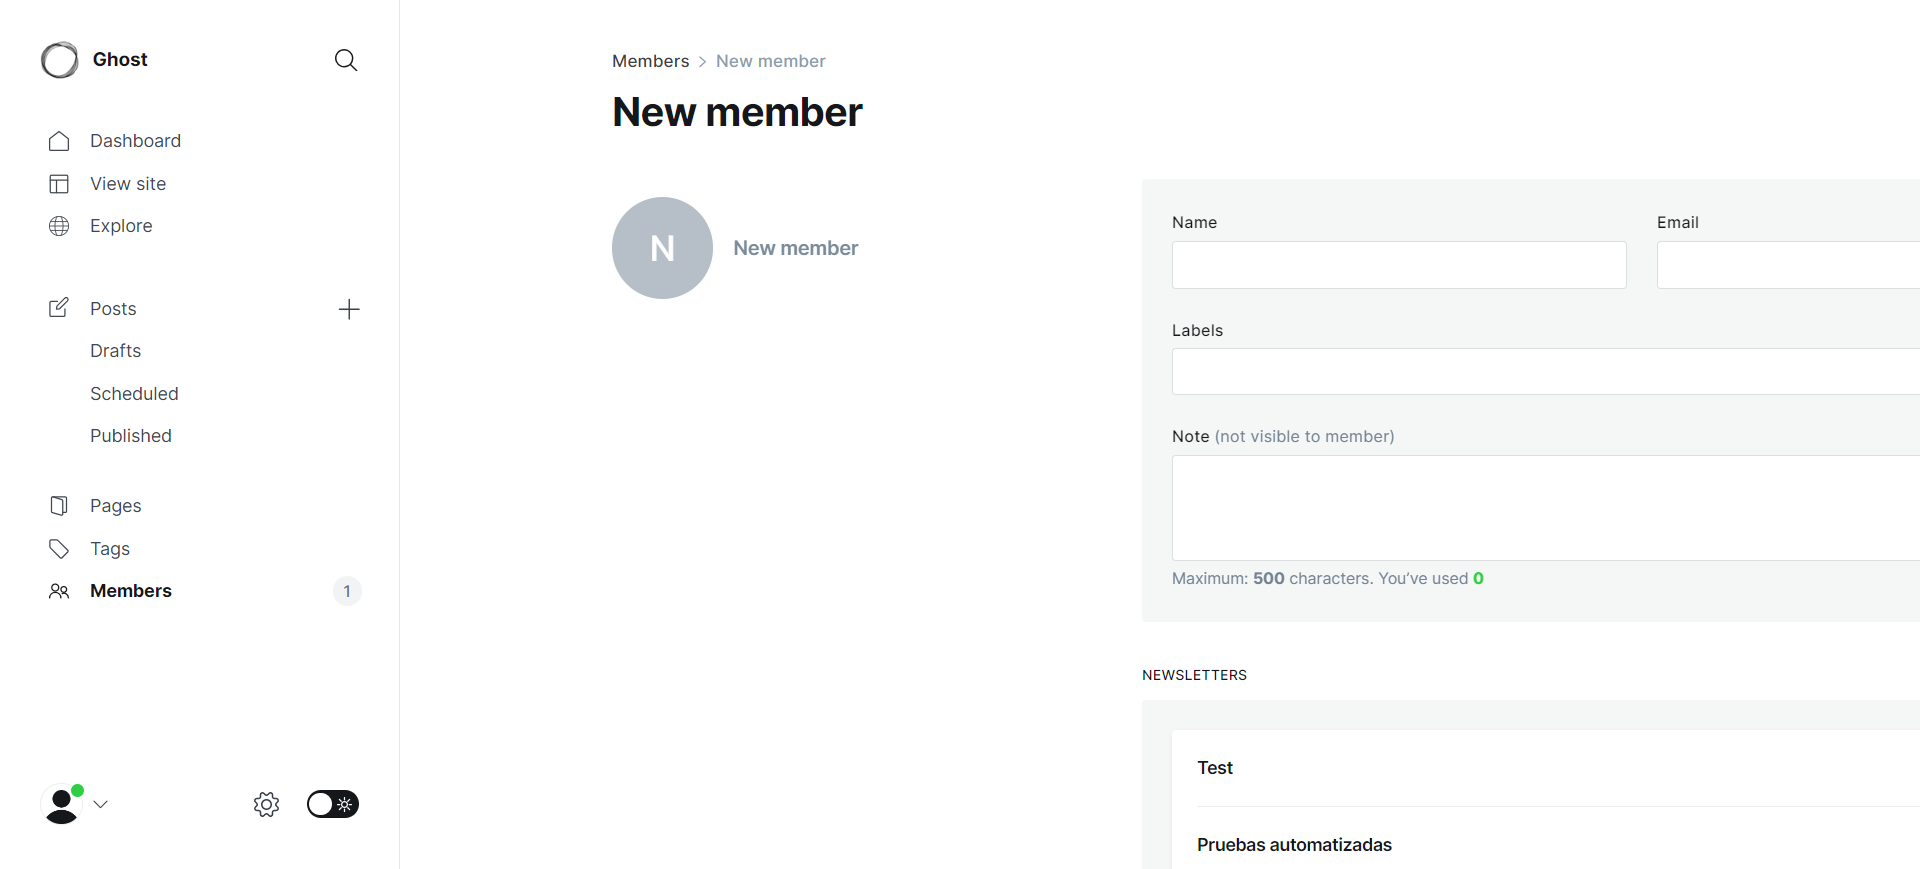 Ghost
Dashboard
View site
Explore
Posts
Drafts
Scheduled
Published
Pages
Tags
Members 1
Members > New member
New member
N New member
Name Email
Labels
Note (not visible to member)
Maximum: 500 characters. You’ve used 0
NEWSLETTERS
Test
Pruebas automatizadas